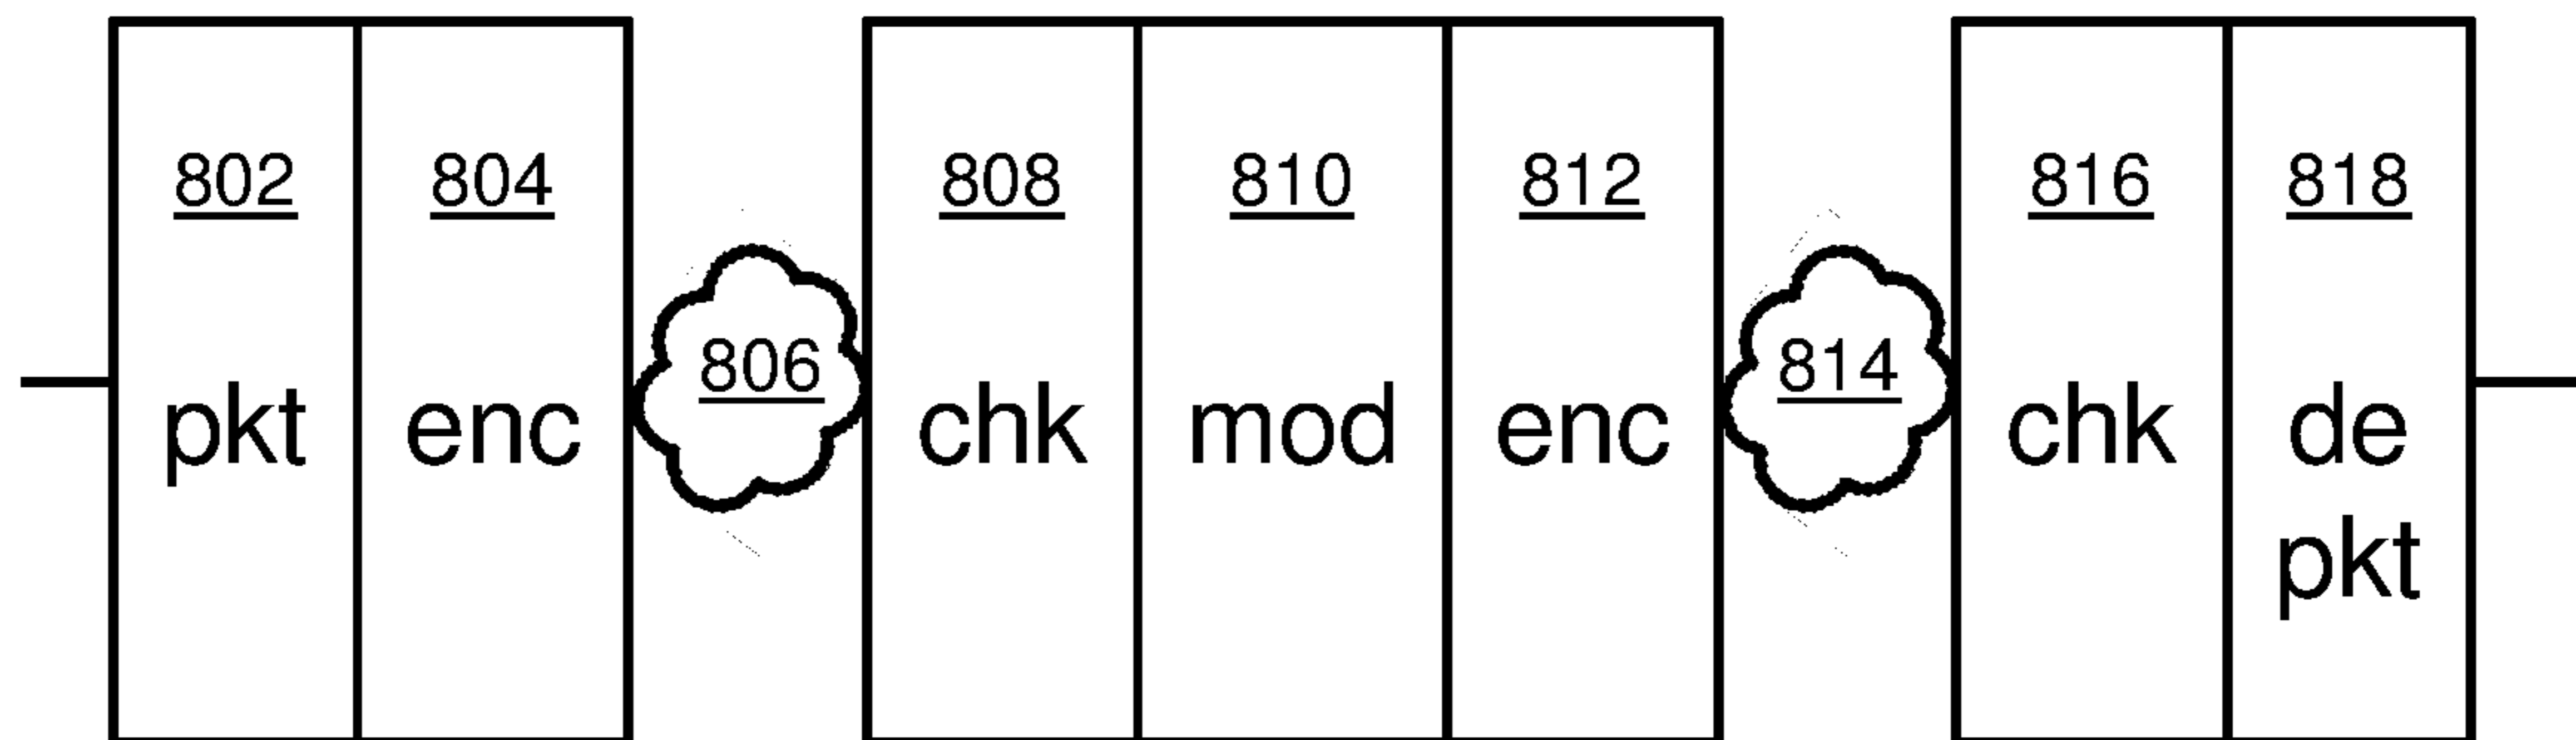 802 804 808 810 812 816 818
806 814
pkt enc chk mod enc chk de
pkt